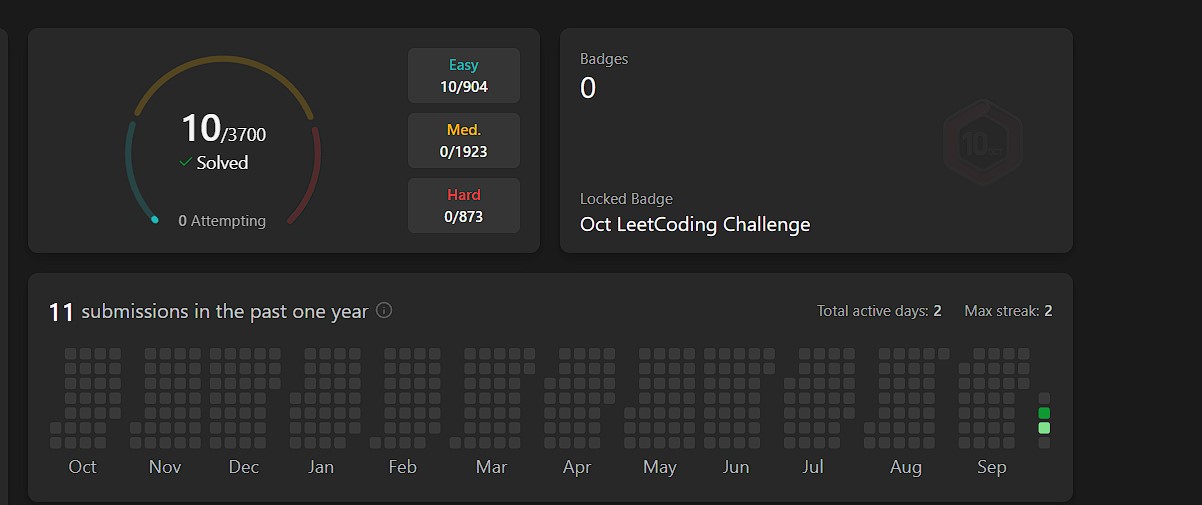 10/3700
Solved
0 Attempting
Easy
10/904
Med.
0/1923
Hard
0/873
Badges
0
10
OCT
Locked Badge
Oct LeetCoding Challenge
11 submissions in the past one year
Total active days: 2 Max streak: 2
Oct Nov Dec Jan Feb Mar Apr May Jun Jul Aug Sep